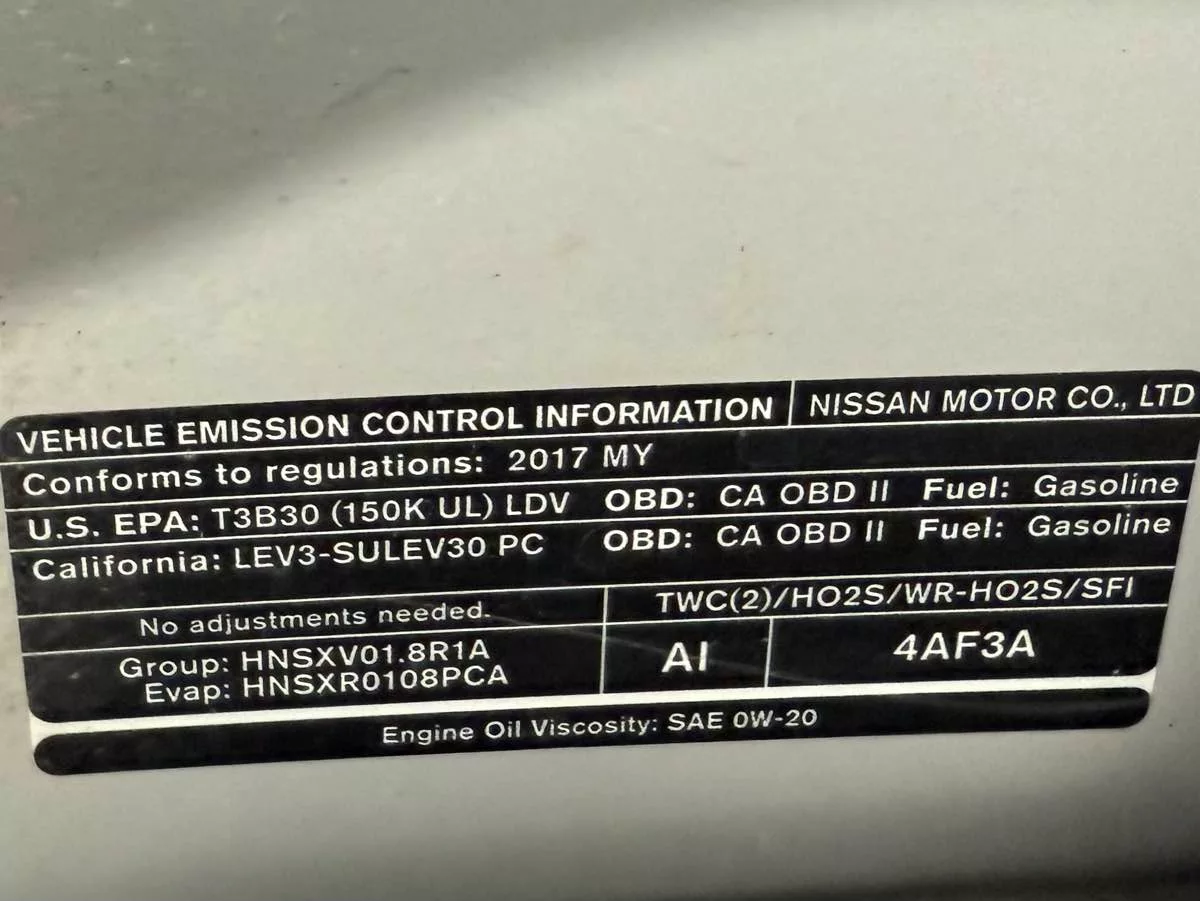 VEHICLE EMISSION CONTROL INFORMATION NISSAN MOTOR CO., LTD
Conforms to regulations: 2017 MY
U.S. EPA: T3B30 (150K UL) LDV OBD: CA OBD II Fuel: Gasoline
California: LEV3-SULEV30 PC OBD: CA OBD II Fuel: Gasoline
No adjustments needed. TWC(2)/HO2S/WR-HO2S/SFI
Group: HNSXV01.8R1A
Evap: HNSXR0108PCA
AI 4AF3A
Engine Oil Viscosity: SAE 0W-20